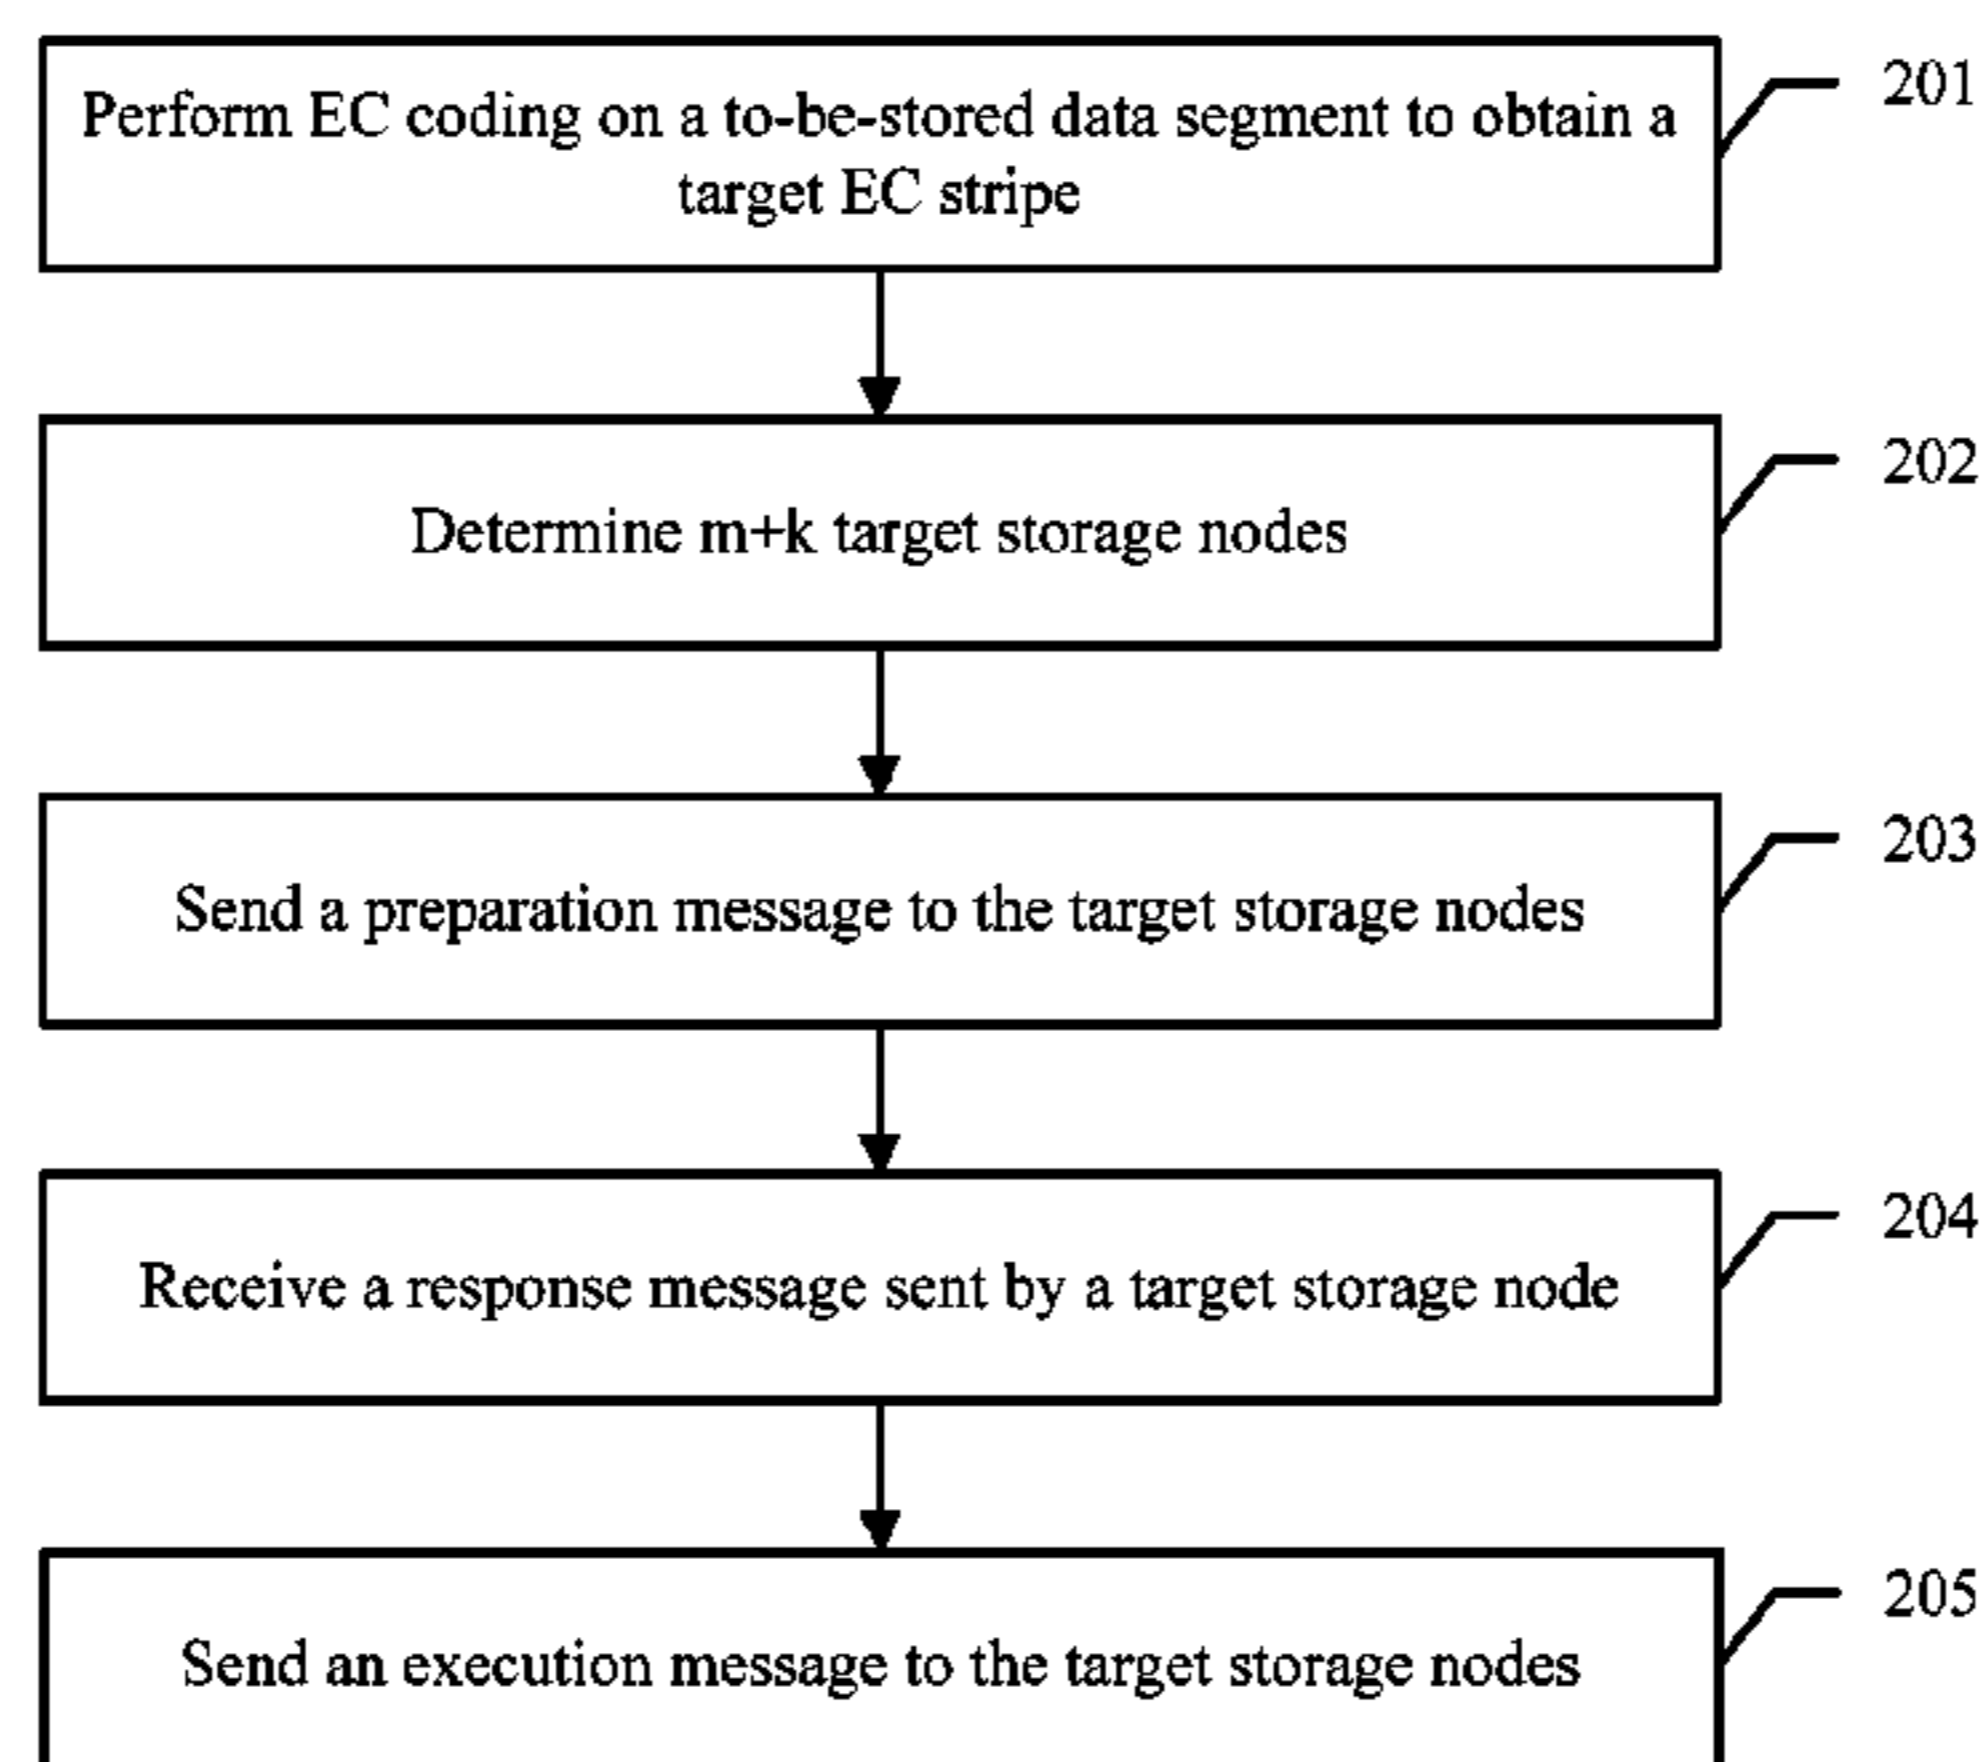 Perform EC coding on a to-be-stored data segment to obtain a
target EC stripe
201
Determine m+k target storage nodes
202
Send a preparation message to the target storage nodes
203
Receive a response message sent by a target storage node
204
Send an execution message to the target storage nodes
205